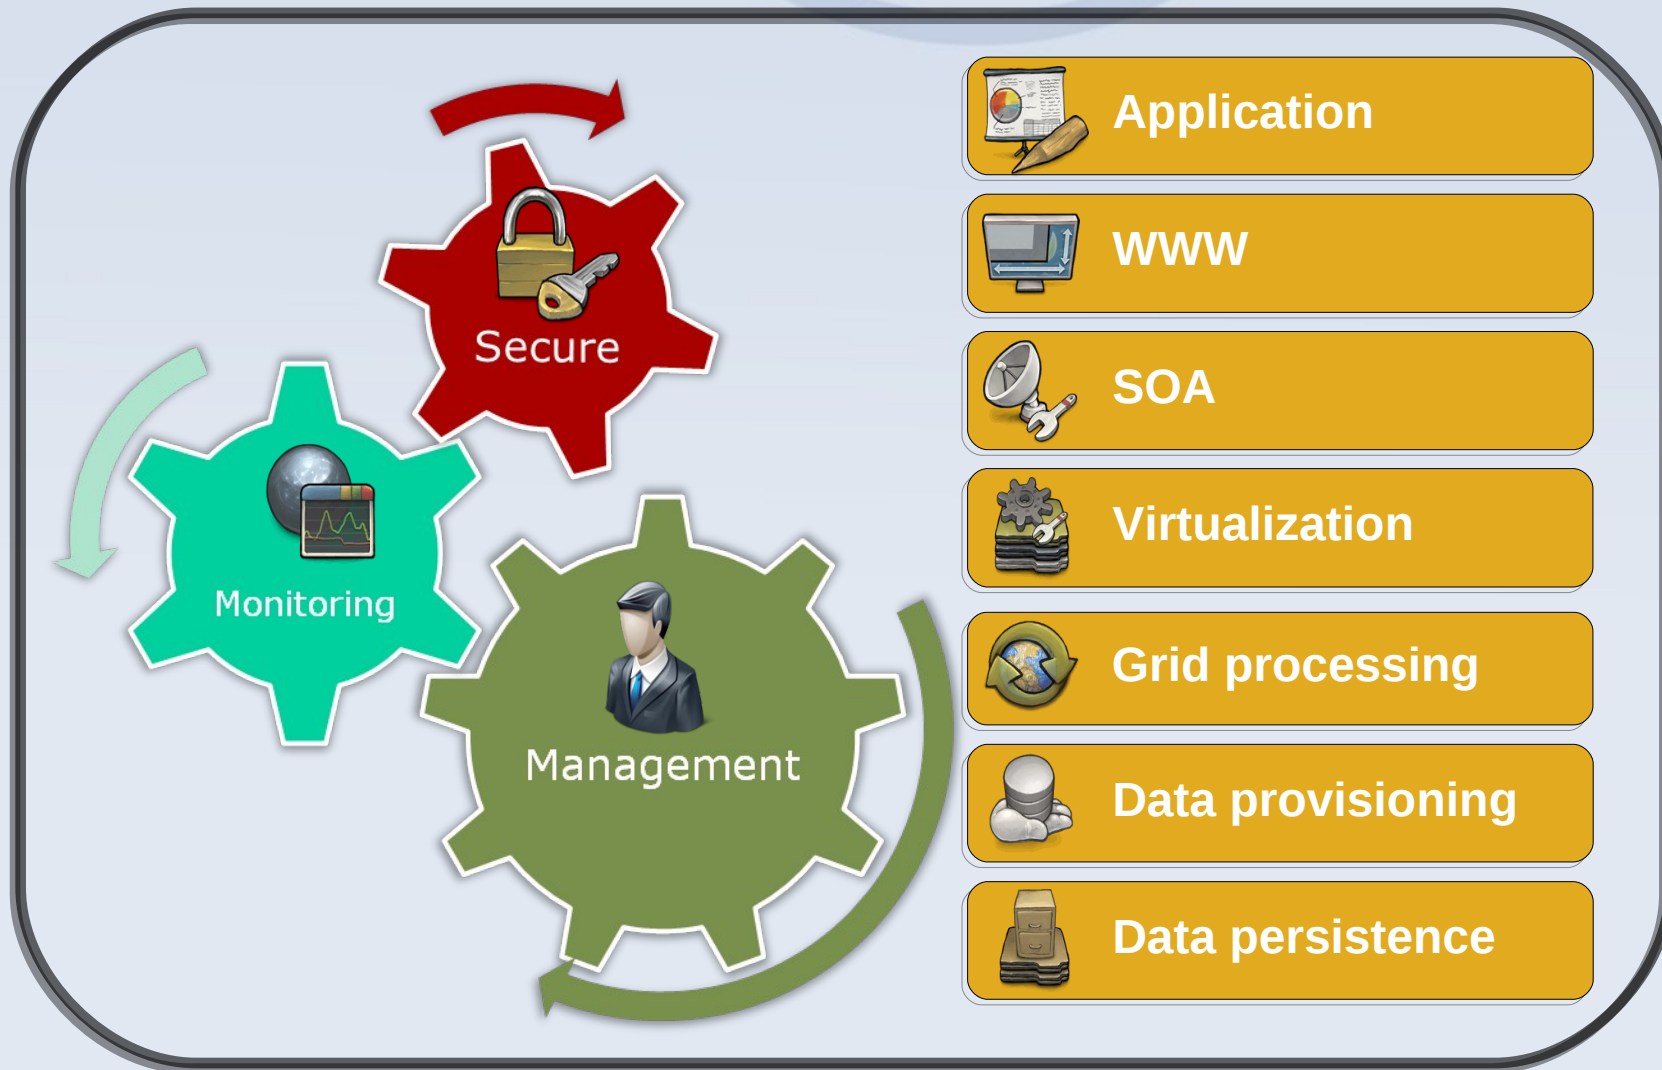 Secure
Monitoring
Management
Application
WWW
SOA
Virtualization
Grid processing
Data provisioning
Data persistence